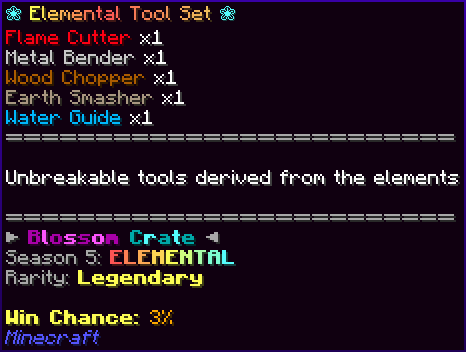 ❀ Elemental Tool Set ❀
Flame Cutter x1
Metal Bender x1
Wood Chopper x1
Earth Smasher x1
Water Guide x1
==========================
Unbreakable tools derived from the elements
==========================
► Blossom Crate ◄
Season 5: ELEMENTAL
Rarity: Legendary
Win Chance: 3%
Minecraft